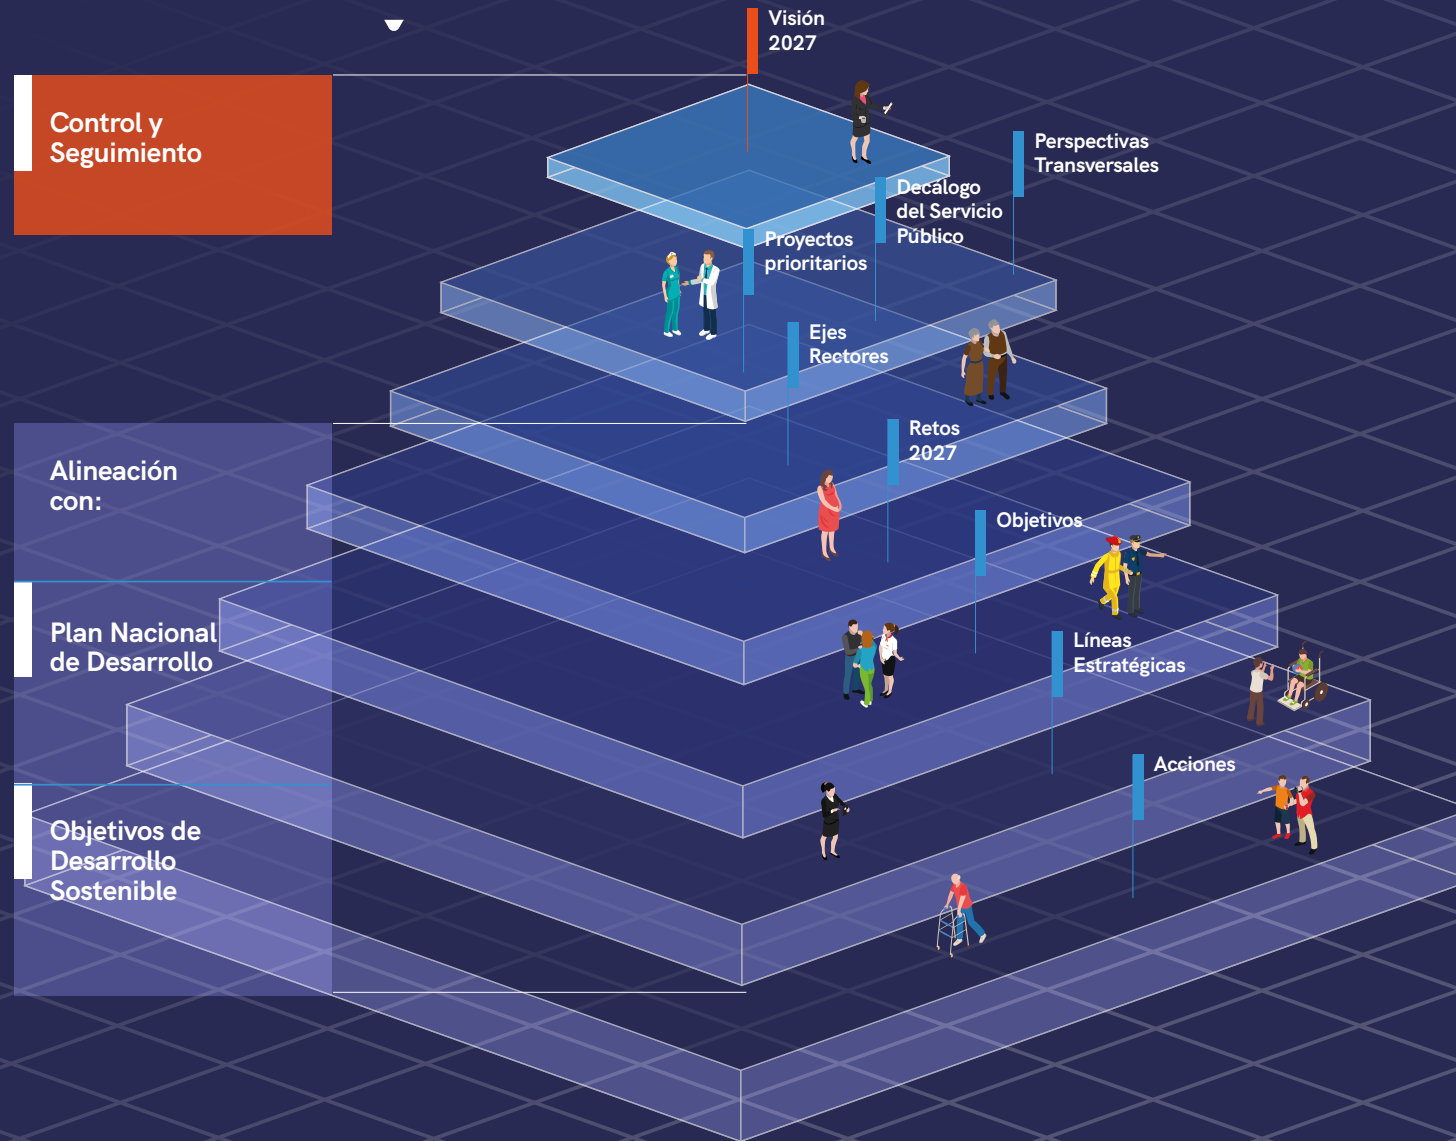 Visión
2027
Control y
Seguimiento
Perspectivas
Transversales
Decálogo
del Servicio
Público
Proyectos
prioritarios
Ejes
Rectores
Retos
2027
Alineación
con:
Objetivos
Plan Nacional
de Desarrollo
Líneas
Estratégicas
Acciones
Objetivos de
Desarrollo
Sostenible